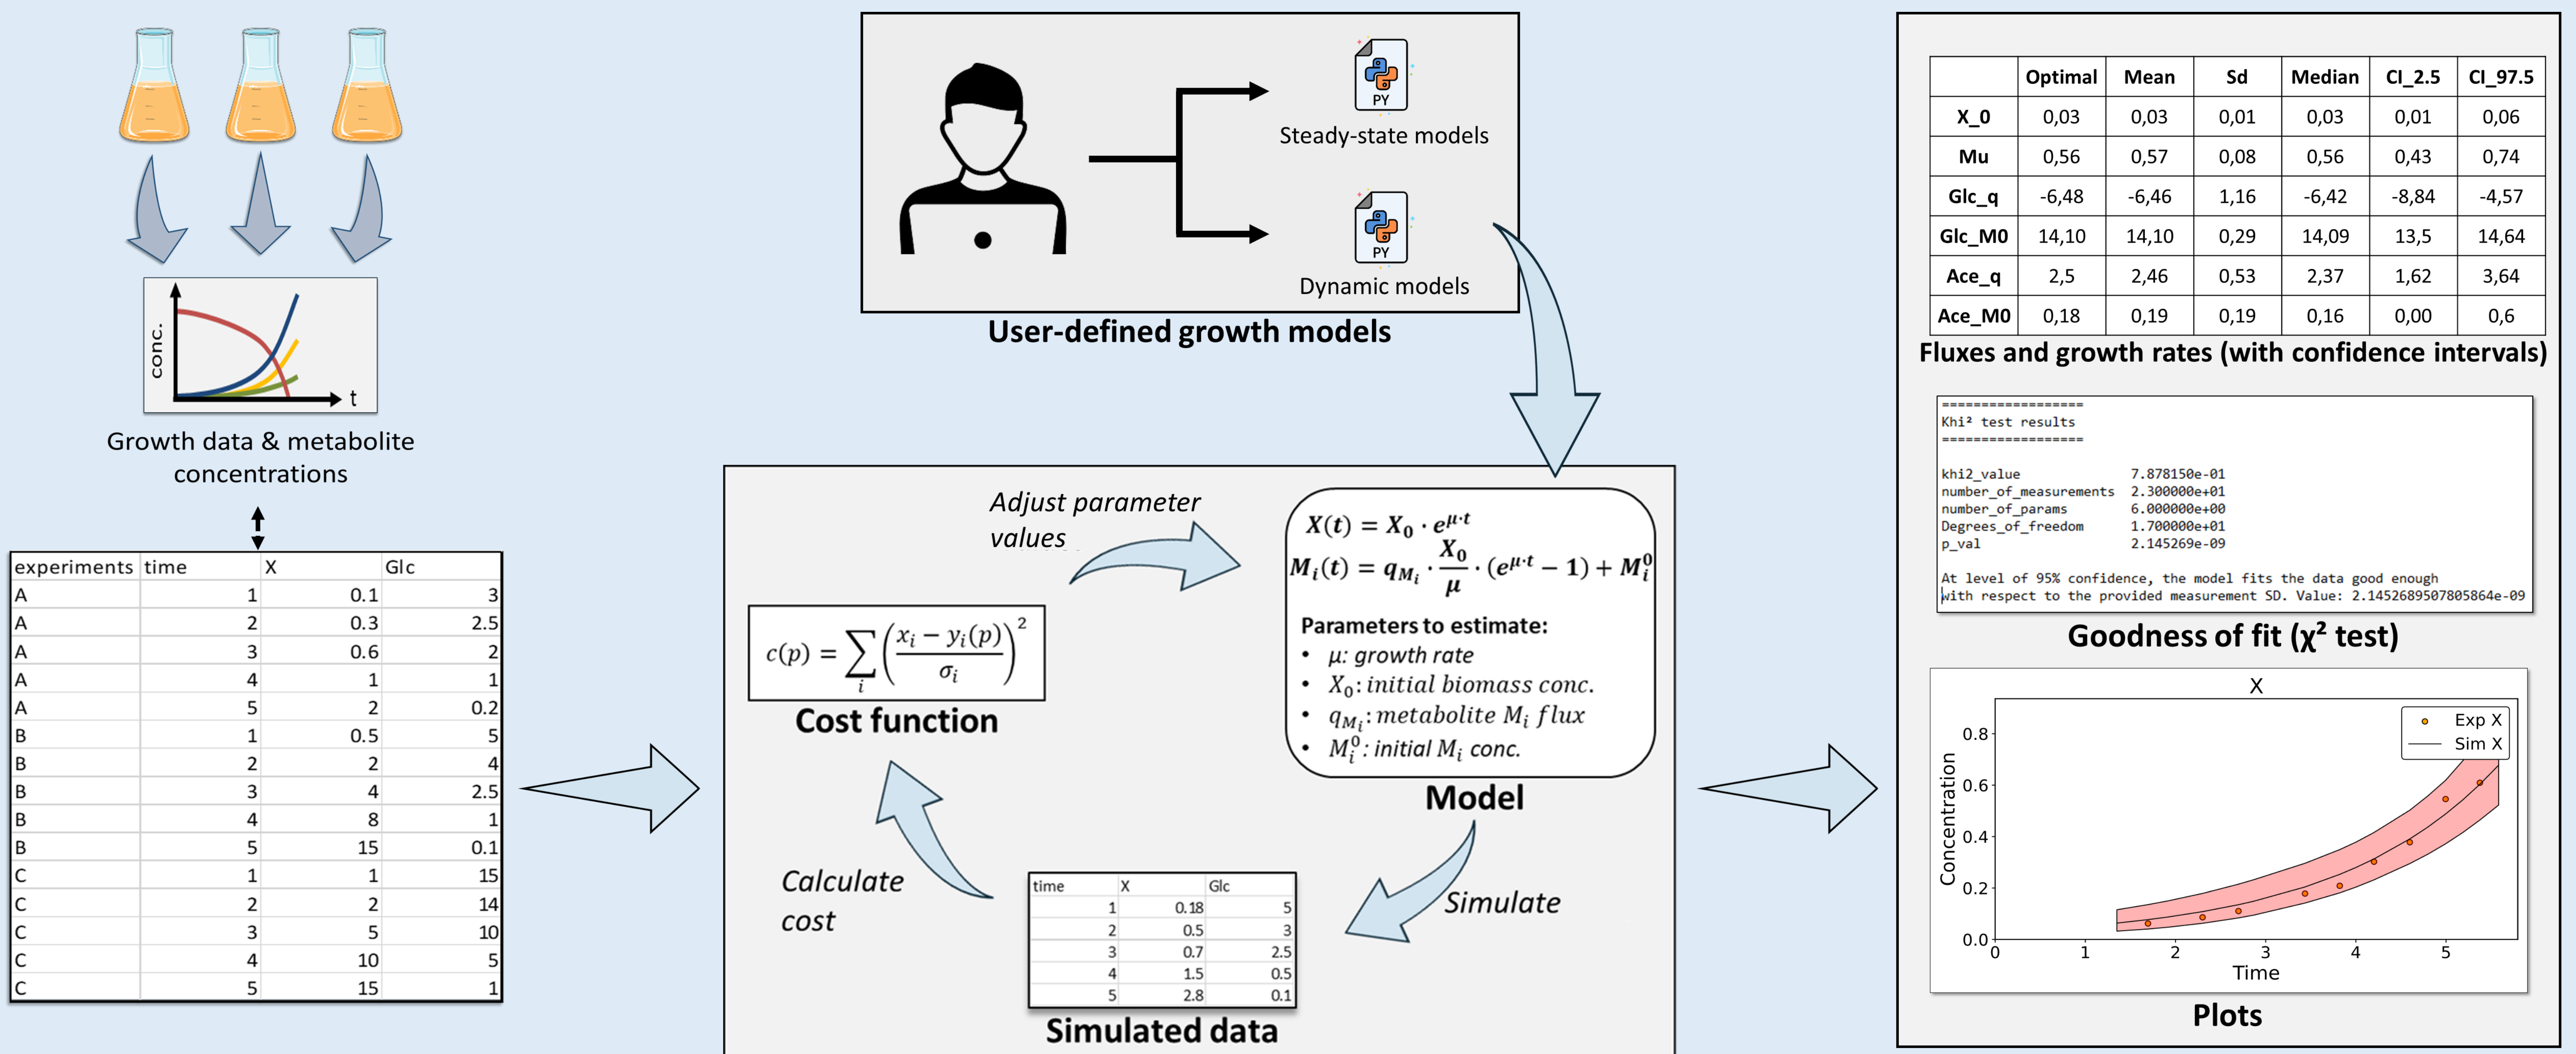 conc.
t
Growth data & metabolite
concentrations
experiments time X Glc
A 1 0.1 3
A 2 0.3 2.5
A 3 0.6 2
A 4 1 1
A 5 2 0.2
B 1 0.5 5
B 2 2 4
B 3 4 2.5
B 4 8 1
B 5 15 0.1
C 1 1 15
C 2 2 14
C 3 5 10
C 4 10 5
C 5 15 1
PY
Steady-state models
PY
Dynamic models
User-defined growth models
Adjust parameter
values
c(p) = ∑_i ((x_i − y_i(p)) / σ_i)²
Cost function
X(t) = X₀ · e^{μ·t}
M_i(t) = q_{M_i} · X₀/μ · (e^{μ·t} − 1) + M_i^0
Parameters to estimate:
• μ: growth rate
• X₀: initial biomass conc.
• q_{M_i}: metabolite M_i flux
• M_i^0: initial M_i conc.
Model
Simulate
time X Glc
1 0.18 5
2 0.5 3
3 0.7 2.5
4 1.5 0.5
5 2.8 0.1
Simulated data
Calculate
cost
Optimal Mean Sd Median CI_2.5 CI_97.5
X_0 0,03 0,03 0,01 0,03 0,01 0,06
Mu 0,56 0,57 0,08 0,56 0,43 0,74
Glc_q -6,48 -6,46 1,16 -6,42 -8,84 -4,57
Glc_M0 14,10 14,10 0,29 14,09 13,5 14,64
Ace_q 2,5 2,46 0,53 2,37 1,62 3,64
Ace_M0 0,18 0,19 0,19 0,16 0,00 0,6
Fluxes and growth rates (with confidence intervals)
==================
Khi² test results
==================
khi2_value 7.878150e-01
number_of_measurements 2.300000e+01
number_of_params 6.000000e+00
Degrees_of_freedom 1.700000e+01
p_val 2.145269e-09
At level of 95% confidence, the model fits the data good enough
with respect to the provided measurement SD. Value: 2.1452689507805864e-09
Goodness of fit (χ² test)
X
Exp X
Sim X
Concentration
0.8
0.6
0.4
0.2
0.0
0 1 2 3 4 5
Time
Plots